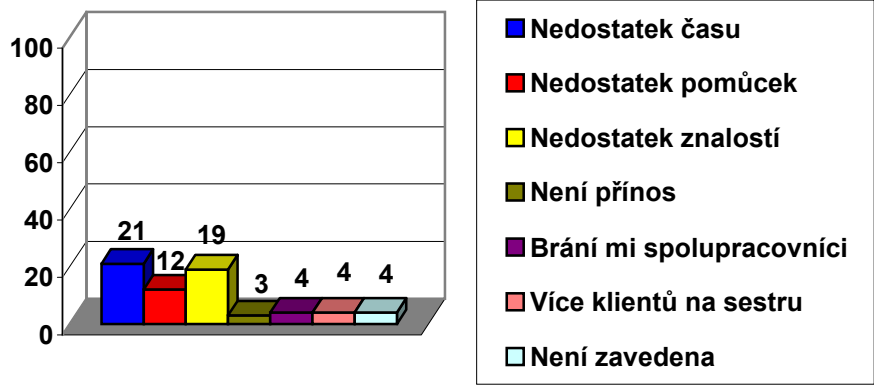 100
80
60
40
20
0
21
12
19
3
4
4
4
Nedostatek času
Nedostatek pomůcek
Nedostatek znalostí
Není přínos
Brání mi spolupracovníci
Více klientů na sestru
Není zavedena